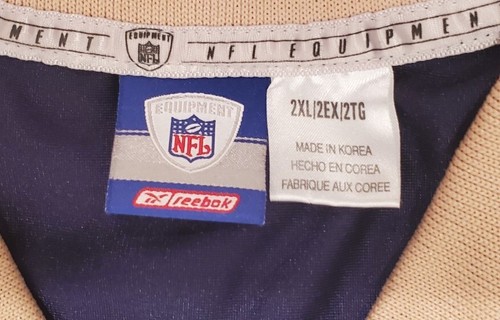 MENT NFL EQUIPMEN
EQUIPMENT
NFL
EQUIPMENT
NFL
Reebok
2XL/2EX/2TG
MADE IN KOREA
HECHO EN COREA
FABRIQUE AUX COREE